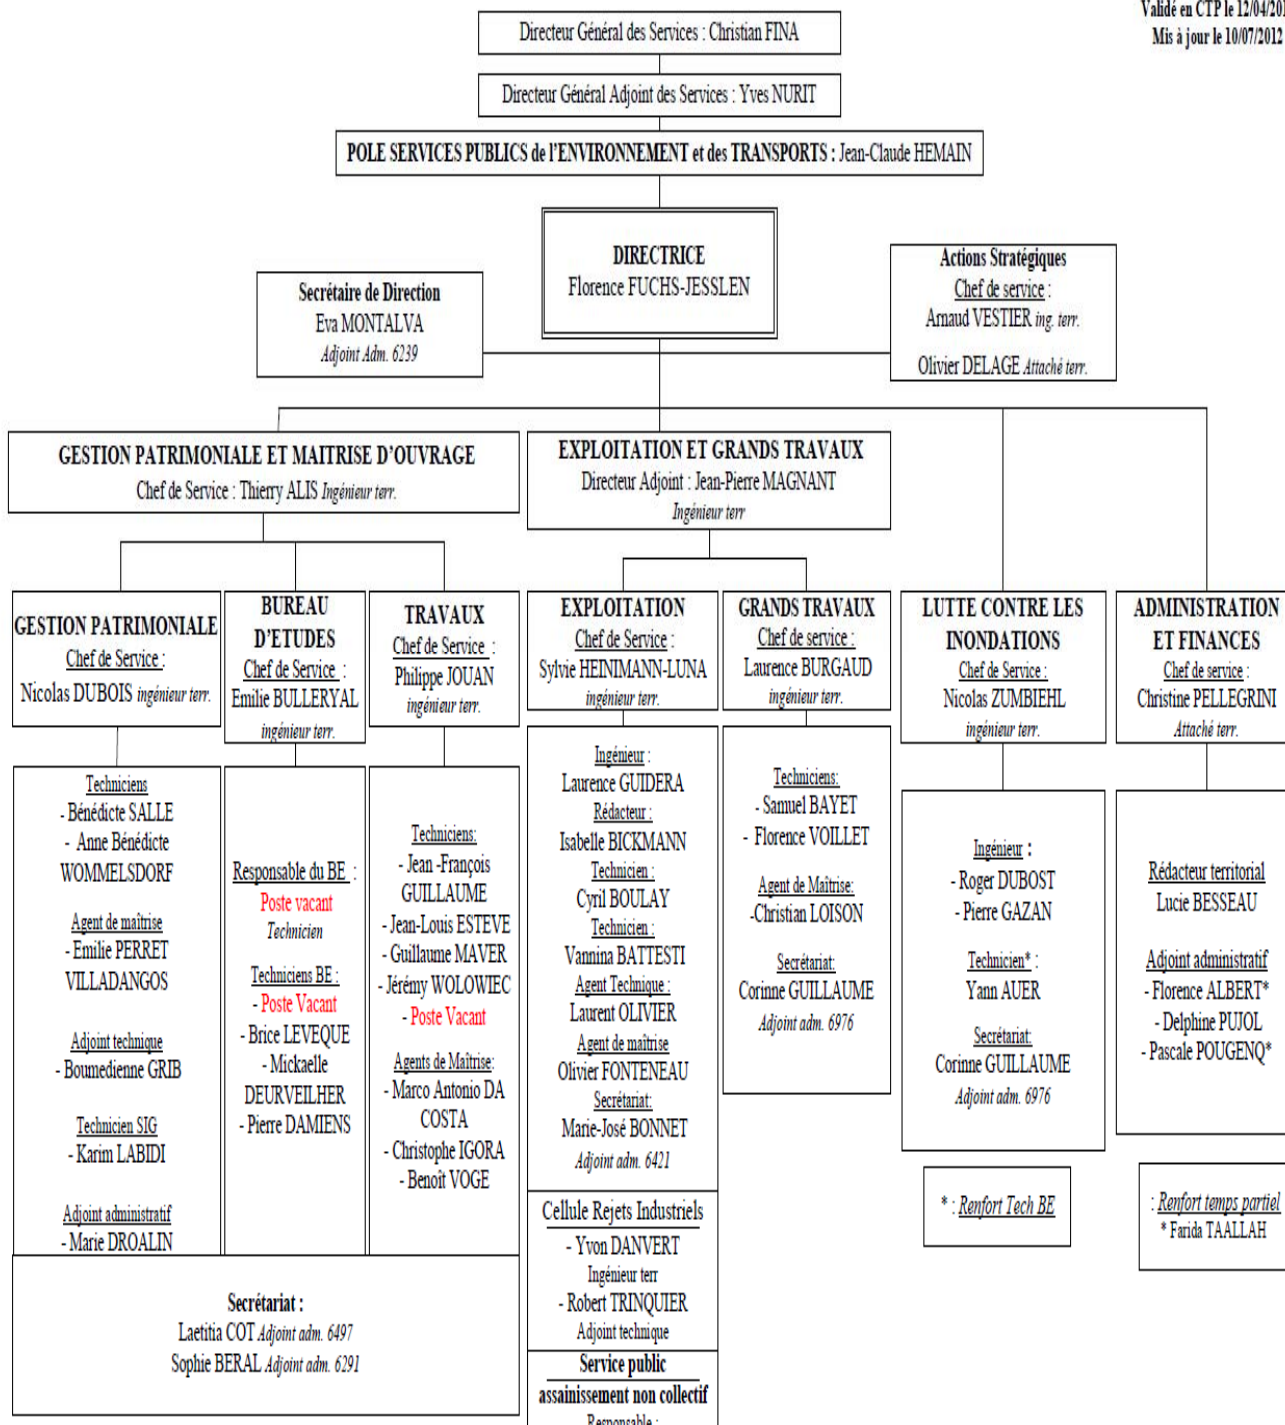 Validé en CTP le 12/04/201
Mis à jour le 10/07/2012
Directeur Général des Services : Christian FINA
Directeur Général Adjoint des Services : Yves NURIT
POLE SERVICES PUBLICS de l'ENVIRONNEMENT et des TRANSPORTS : Jean-Claude HEMAIN
DIRECTRICE
Florence FUCHS-JESSLEN
Secrétaire de Direction
Eva MONTALVA
Adjoint Adm. 6239
Actions Stratégiques
Chef de service :
Arnaud VESTIER ing. terr.
Olivier DELAGE Attaché terr.
GESTION PATRIMONIALE ET MAITRISE D'OUVRAGE
Chef de Service : Thierry ALIS Ingénieur terr.
EXPLOITATION ET GRANDS TRAVAUX
Directeur Adjoint : Jean-Pierre MAGNANT
Ingénieur terr
GESTION PATRIMONIALE
Chef de Service :
Nicolas DUBOIS ingénieur terr.
BUREAU
D'ETUDES
Chef de Service :
Emilie BULLERYAL
ingénieur terr.
TRAVAUX
Chef de Service :
Philippe JOUAN
ingénieur terr.
EXPLOITATION
Chef de Service :
Sylvie HEINIMANN-LUNA
ingénieur terr.
GRANDS TRAVAUX
Chef de service :
Laurence BURGAUD
ingénieur terr.
LUTTE CONTRE LES
INONDATIONS
Chef de Service :
Nicolas ZUMBIEHL
ingénieur terr.
ADMINISTRATION
ET FINANCES
Chef de service :
Christine PELLEGRINI
Attaché terr.
Techniciens
- Bénédicte SALLE
- Anne Bénédicte
WOMMELSDORF
Agent de maîtrise
- Emilie PERRET
VILLADANGOS
Adjoint technique
- Boumedienne GRIB
Technicien SIG
- Karim LABIDI
Adjoint administratif
- Marie DROALIN
Responsable du BE :
Poste vacant
Technicien
Techniciens BE :
- Poste Vacant
- Brice LEVEQUE
- Mickaelle
DEURVEILHER
- Pierre DAMIENS
Techniciens:
- Jean -François
GUILLAUME
- Jean-Louis ESTEVE
- Guillaume MAVER
- Jérémy WOLOWIEC
- Poste Vacant
Agents de Maîtrise:
- Marco Antonio DA
COSTA
- Christophe IGORA
- Benoît VOGE
Secrétariat :
Laetitia COT Adjoint adm. 6497
Sophie BERAL Adjoint adm. 6291
Ingénieur :
Laurence GUIDERA
Rédacteur :
Isabelle BICKMANN
Technicien :
Cyril BOULAY
Technicien :
Vannina BATTESTI
Agent Technique :
Laurent OLIVIER
Agent de maîtrise
Olivier FONTENEAU
Secrétariat:
Marie-José BONNET
Adjoint adm. 6421
Cellule Rejets Industriels
- Yvon DANVERT
Ingénieur terr
- Robert TRINQUIER
Adjoint technique
Service public
assainissement non collectif
Responsable :
Techniciens:
- Samuel BAYET
- Florence VOILLET
Agent de Maîtrise:
-Christian LOISON
Secrétariat:
Corinne GUILLAUME
Adjoint adm. 6976
Ingénieur :
- Roger DUBOST
- Pierre GAZAN
Technicien* :
Yann AUER
Secrétariat:
Corinne GUILLAUME
Adjoint adm. 6976
* : Renfort Tech BE
Rédacteur territorial
Lucie BESSEAU
Adjoint administratif
- Florence ALBERT*
- Delphine PUJOL
- Pascale POUGENQ*
: Renfort temps partiel
* Farida TAALLAH